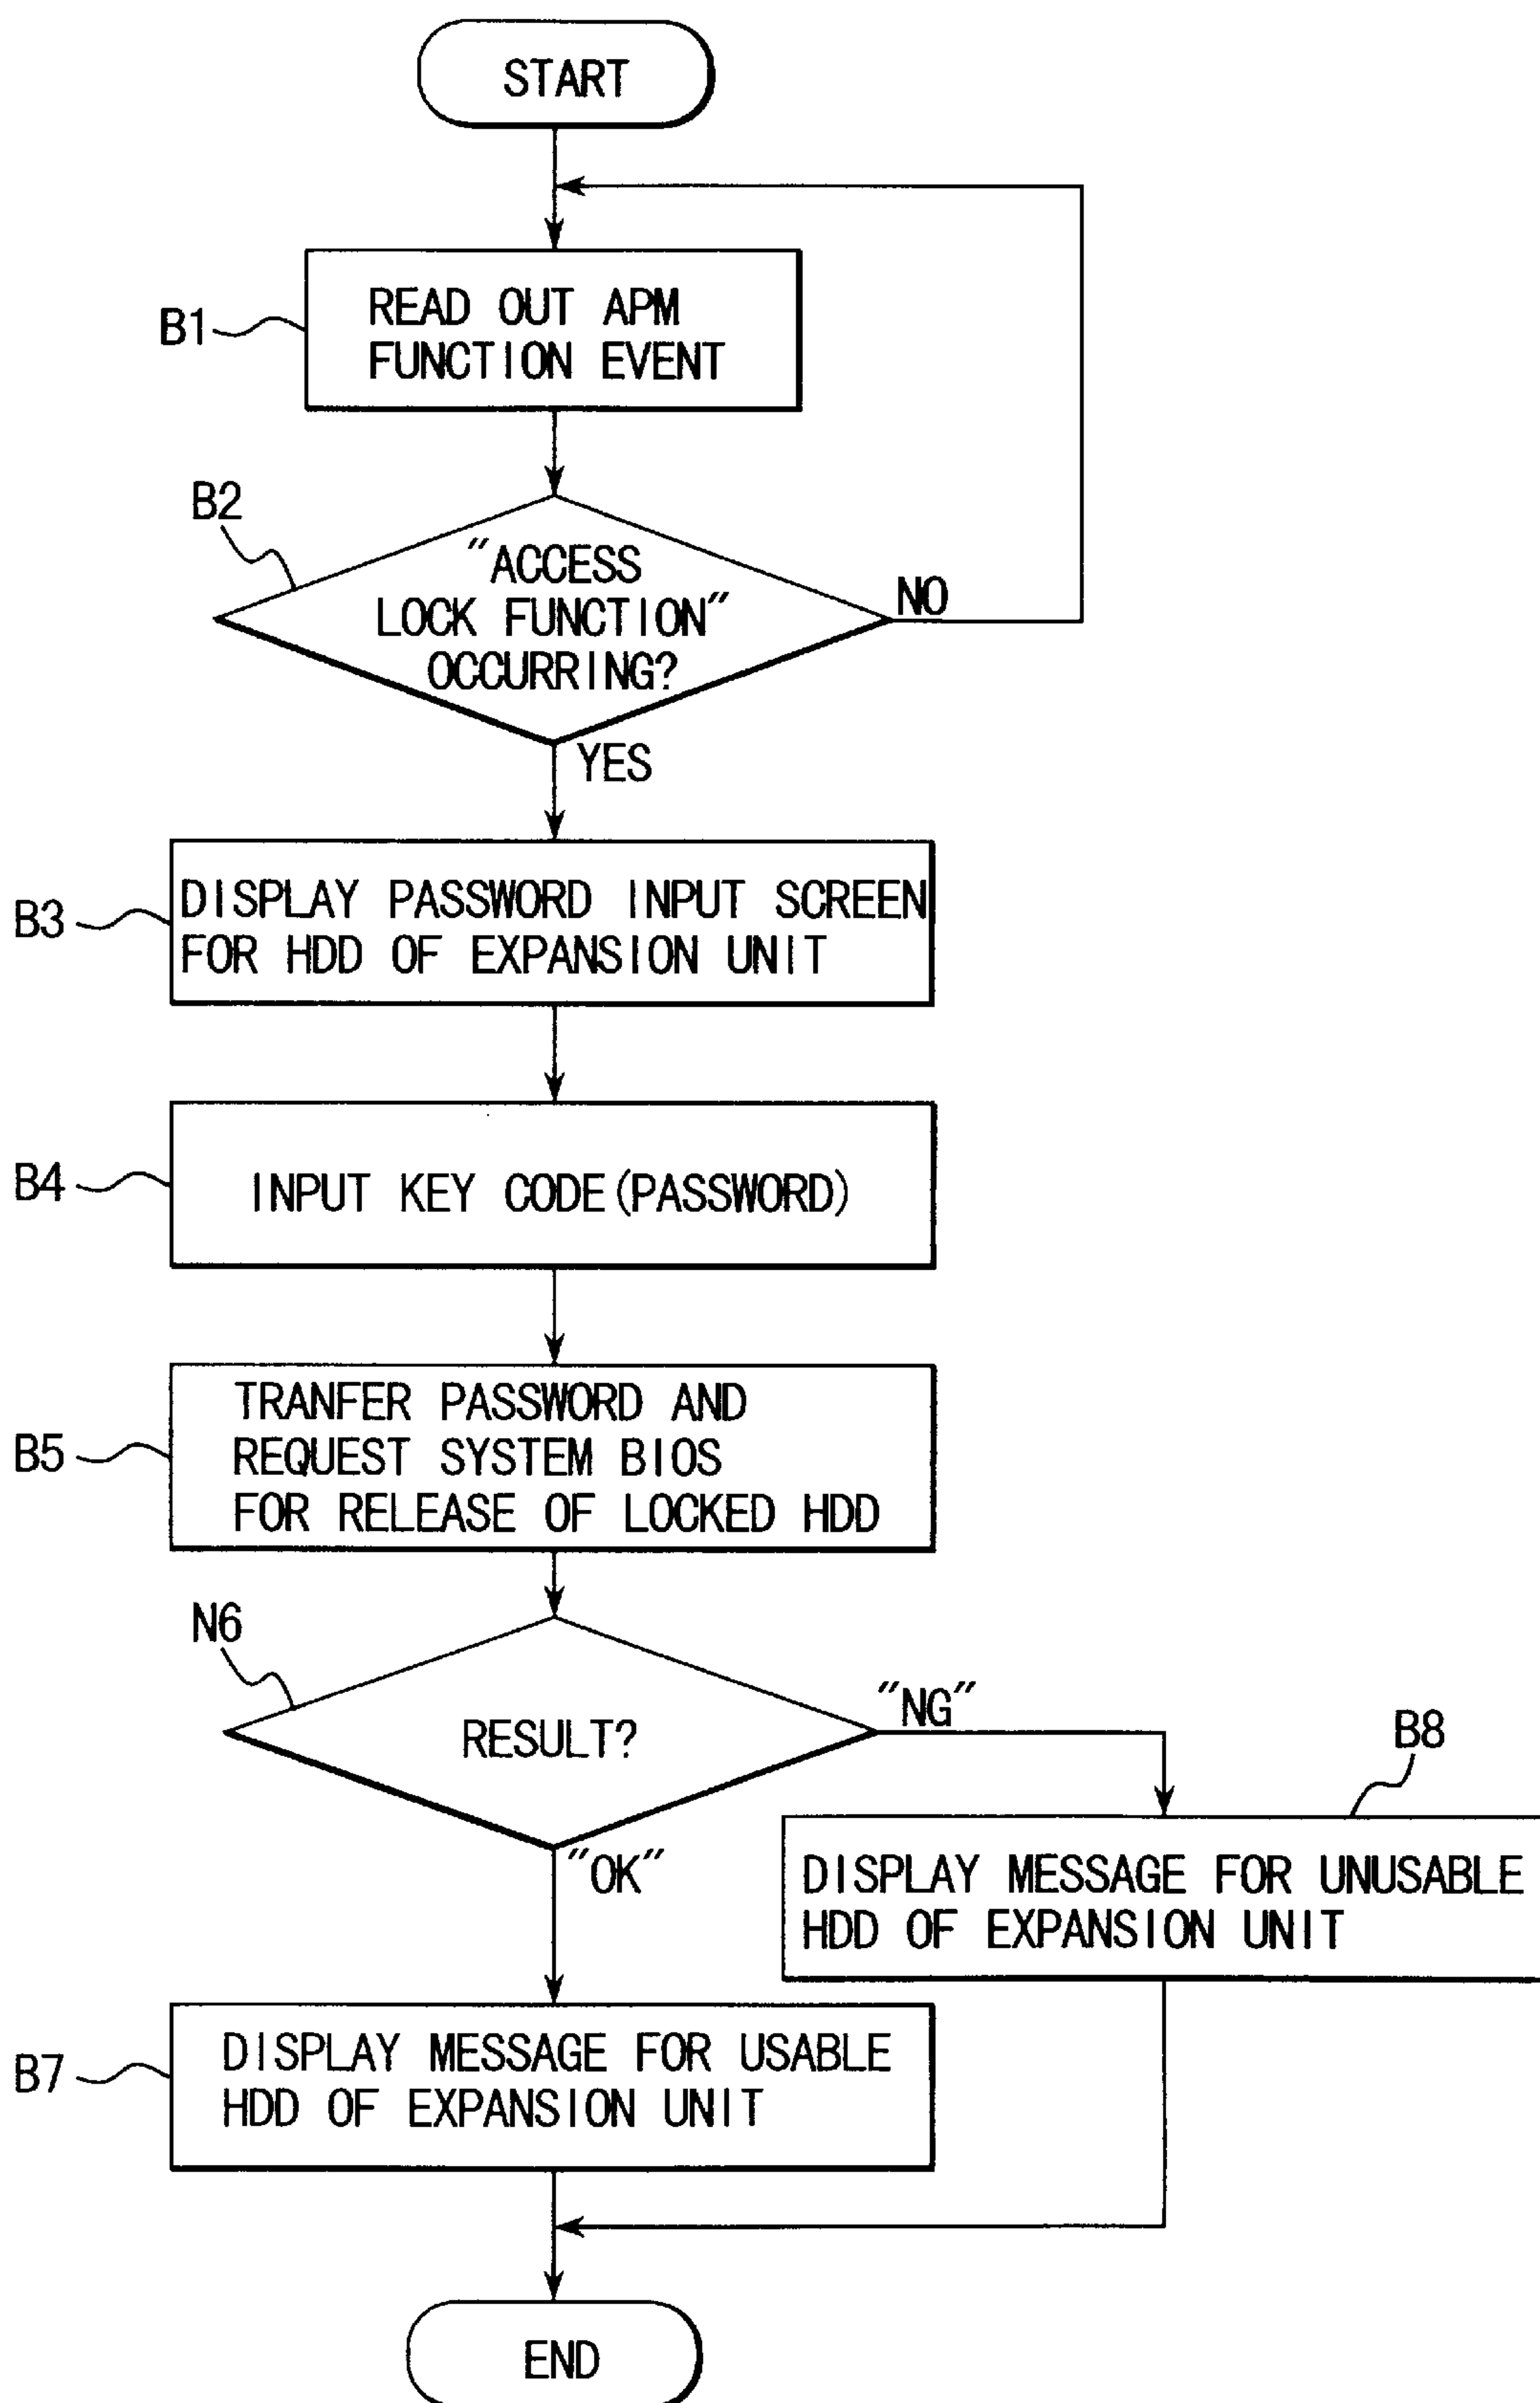 START
B1
READ OUT APM
FUNCTION EVENT
B2
"ACCESS
LOCK FUNCTION"
OCCURRING?
NO
YES
B3
DISPLAY PASSWORD INPUT SCREEN
FOR HDD OF EXPANSION UNIT
B4
INPUT KEY CODE(PASSWORD)
B5
TRANFER PASSWORD AND
REQUEST SYSTEM BIOS
FOR RELEASE OF LOCKED HDD
N6
RESULT?
"NG"
B8
"OK"
DISPLAY MESSAGE FOR UNUSABLE
HDD OF EXPANSION UNIT
B7
DISPLAY MESSAGE FOR USABLE
HDD OF EXPANSION UNIT
END